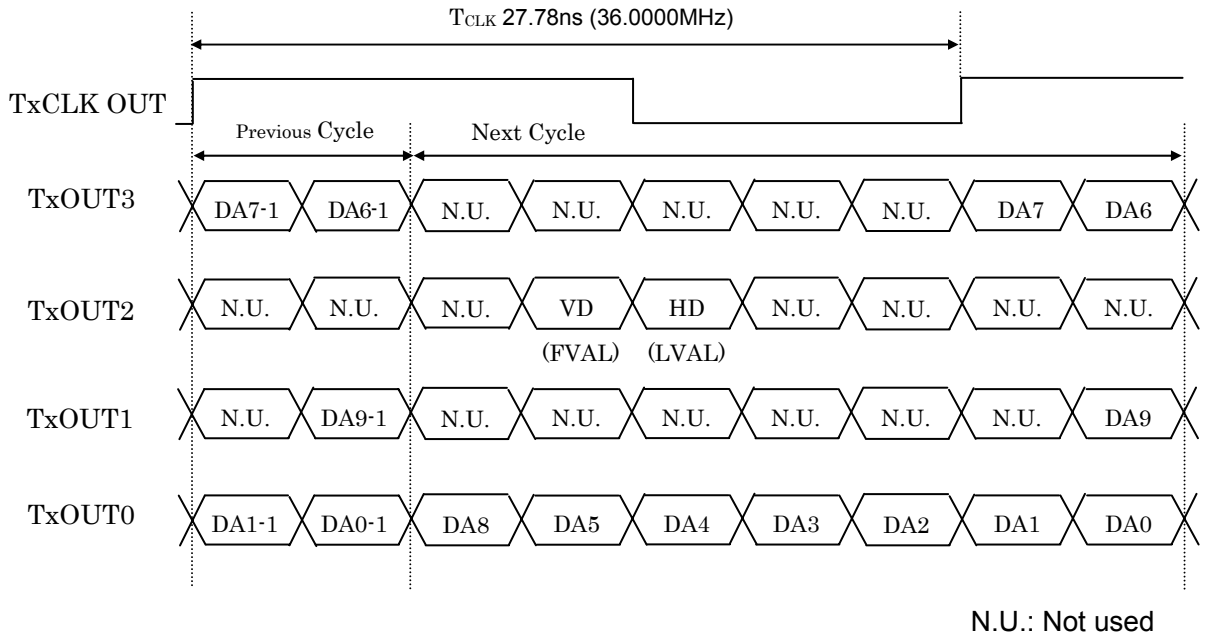 TCLK 27.78ns (36.0000MHz)
TxCLK OUT
Previous Cycle Next Cycle
TxOUT3 DA7-1 DA6-1 N.U. N.U. N.U. N.U. N.U. DA7 DA6
TxOUT2 N.U. N.U. N.U. VD HD N.U. N.U. N.U. N.U.
(FVAL) (LVAL)
TxOUT1 N.U. DA9-1 N.U. N.U. N.U. N.U. N.U. N.U. DA9
TxOUT0 DA1-1 DA0-1 DA8 DA5 DA4 DA3 DA2 DA1 DA0
N.U.: Not used